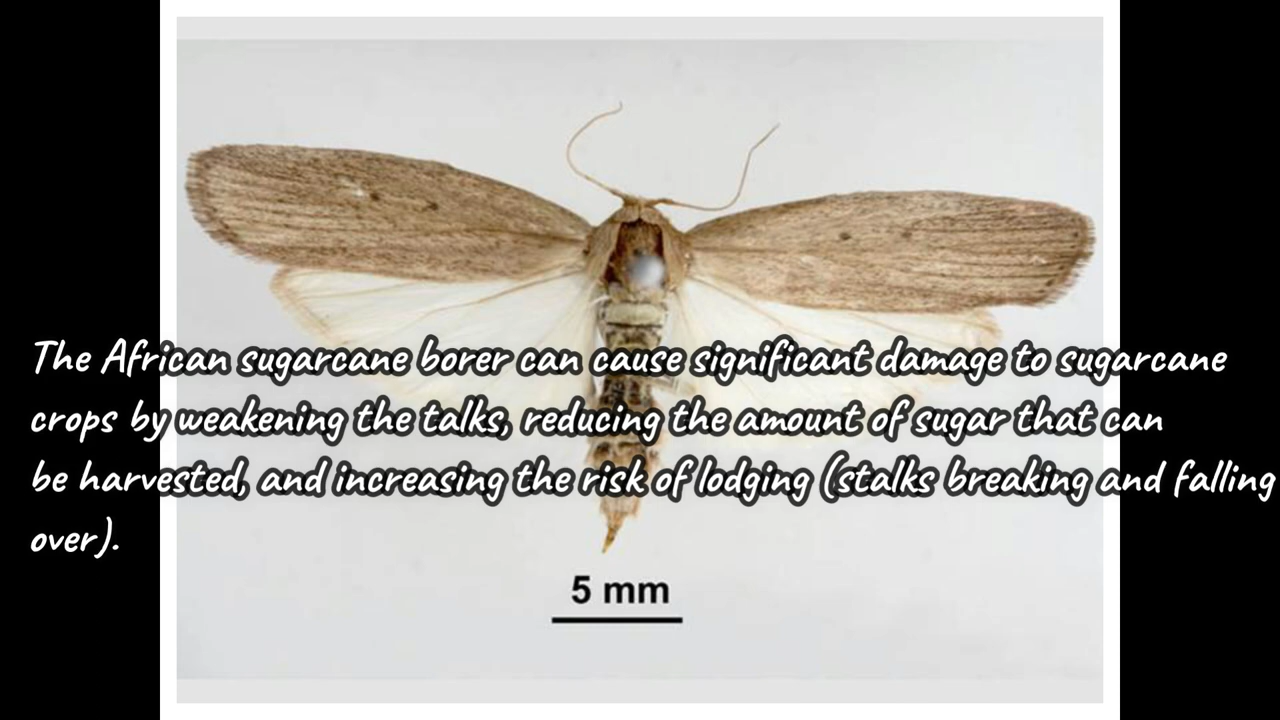 The African sugarcane borer can cause significant damage to sugarcane
crops by weakening the talks, reducing the amount of sugar that can
be harvested, and increasing the risk of lodging (stalks breaking and falling
over).
5 mm